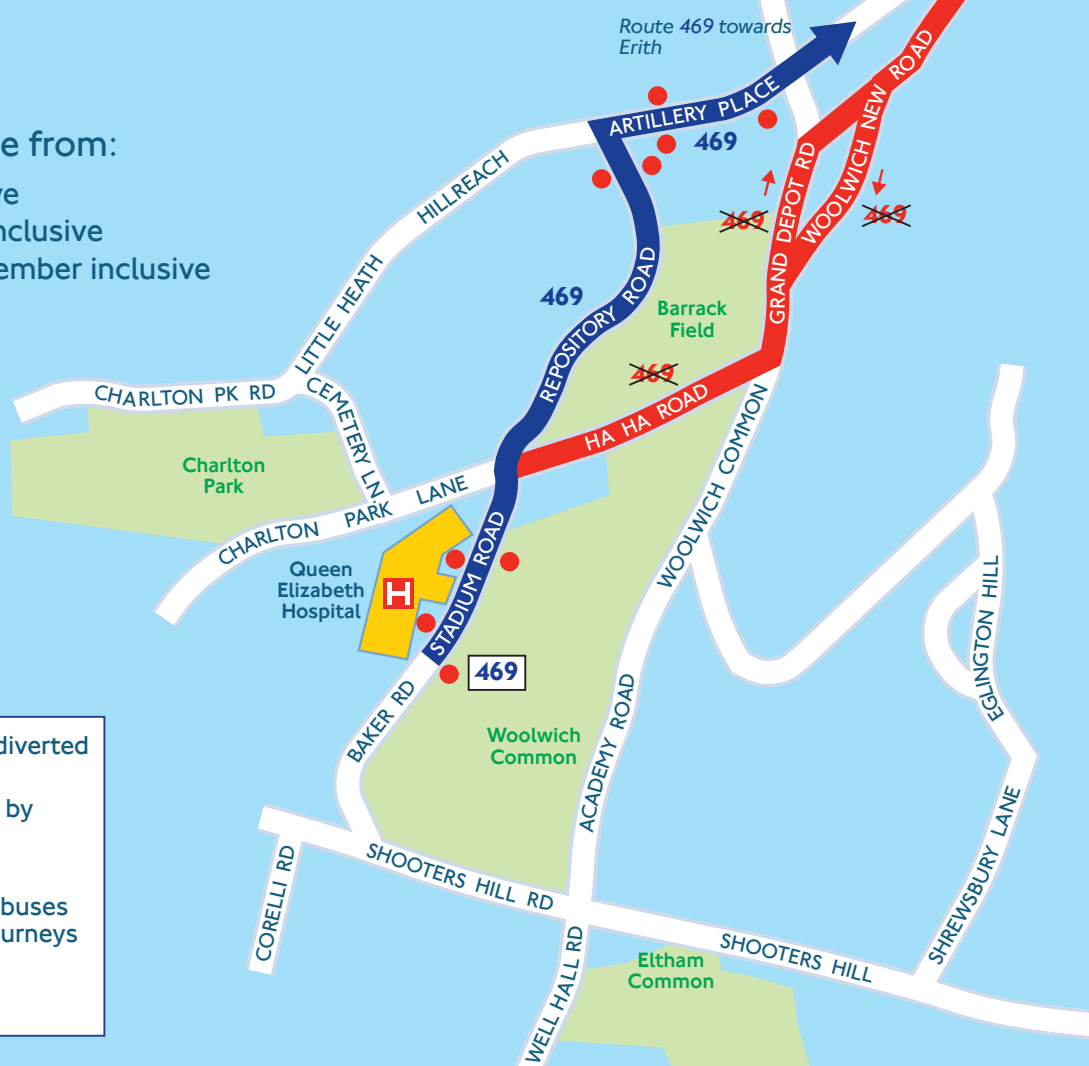 Route 469 towards
Erith
e from:
ve
nclusive
ember inclusive
ARTILLERY PLACE
469
HILLREACH
WOOLWICH NEW ROAD
GRAND DEPOT RD
469
469
LITTLE HEATH
469
REPOSITORY ROAD
Barrack
Field
469
HA HA ROAD
CHARLTON PK RD
CEMETERY LN
Charlton
Park
CHARLTON PARK LANE
WOOLWICH COMMON
Queen
Elizabeth
Hospital
H
STADIUM ROAD
469
EGLINGTON HILL
BAKER RD
Woolwich
Common
ACADEMY ROAD
diverted
by
buses
urneys
CORELLI RD
SHOOTERS HILL RD
SHREWSBURY LANE
SHOOTERS HILL
WELL HALL RD
Eltham
Common